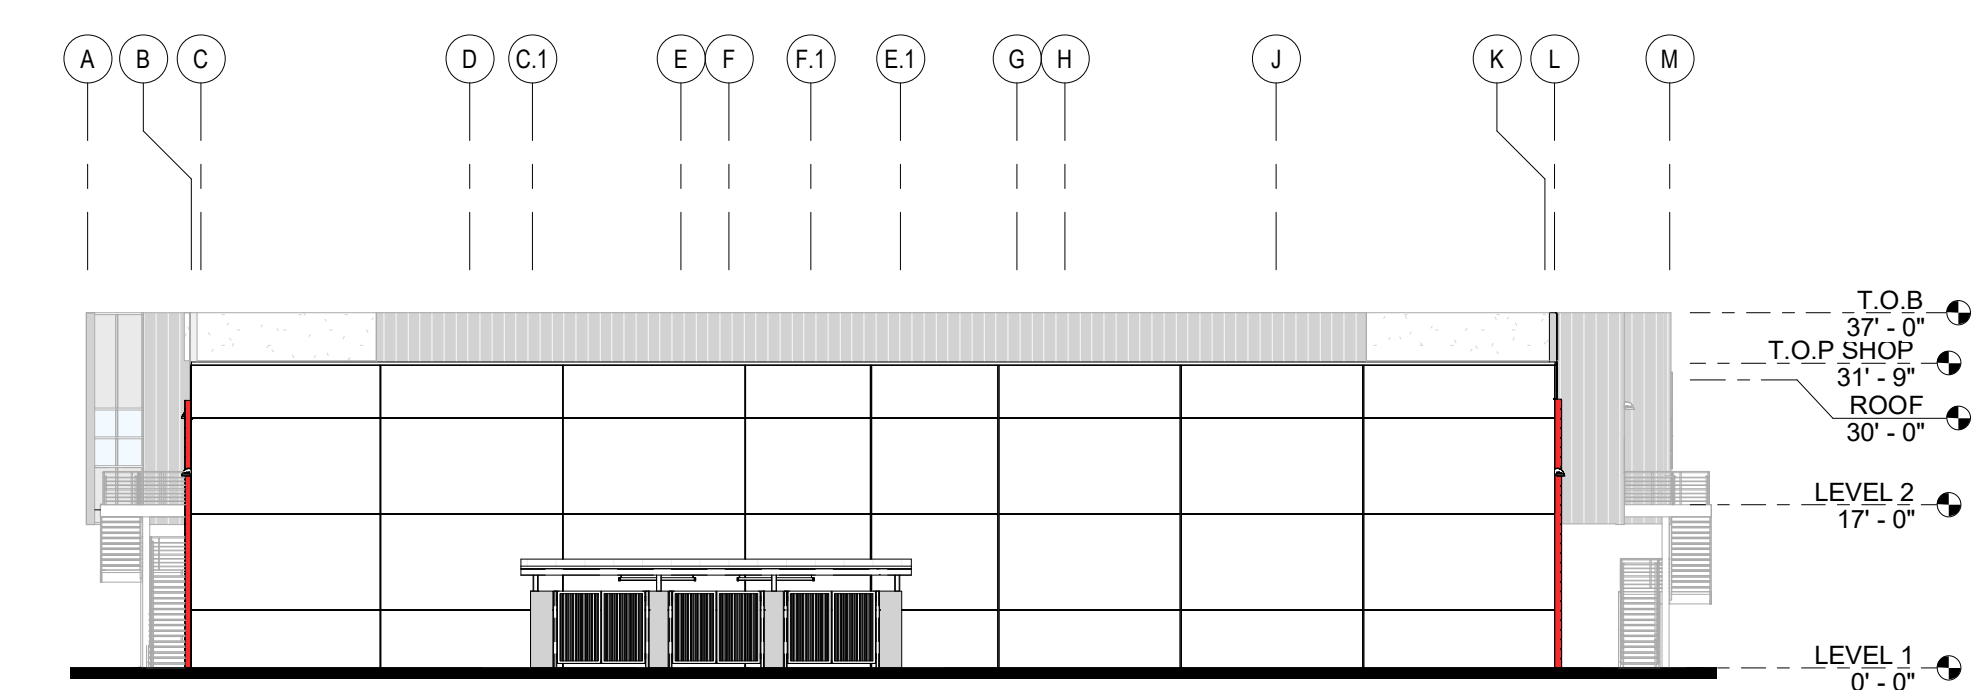 A B C D C.1 E F F.1 E.1 G H J K L M
T.O.B
37' - 0"
T.O.P SHOP
31' - 9"
ROOF
30' - 0"
LEVEL 2
17' - 0"
LEVEL 1
0' - 0"